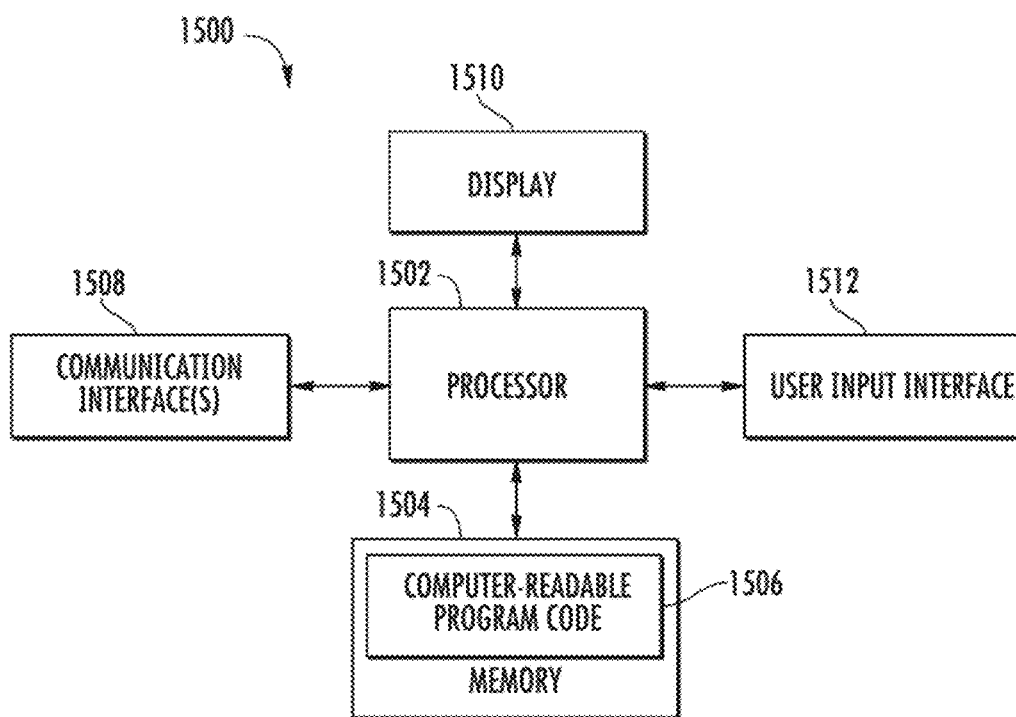 1500
1510
DISPLAY
1508
1502
1512
COMMUNICATION
INTERFACE(S)
PROCESSOR
USER INPUT INTERFACE
1504
COMPUTER-READABLE
PROGRAM CODE
1506
MEMORY